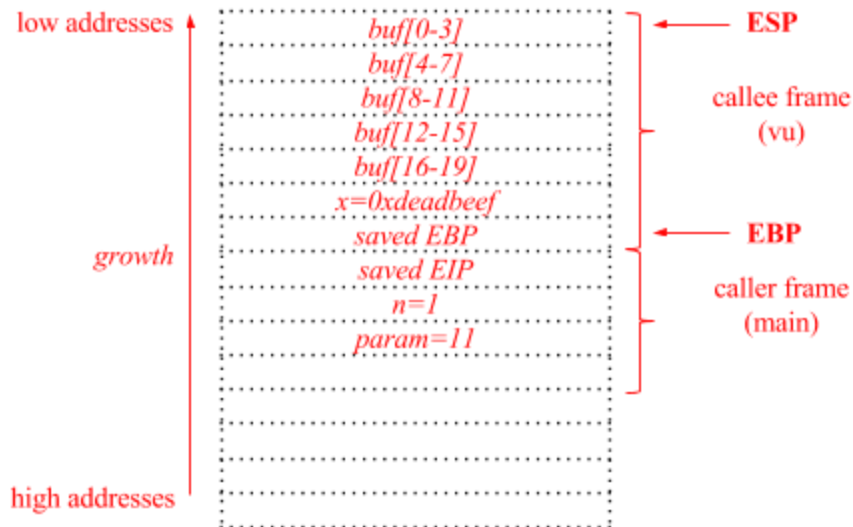 low addresses
buf[0-3]
ESP
buf[4-7]
buf[8-11]
callee frame
(vu)
buf[12-15]
buf[16-19]
x=0xdeadbeef
saved EBP
EBP
growth
saved EIP
caller frame
(main)
n=1
param=11
high addresses